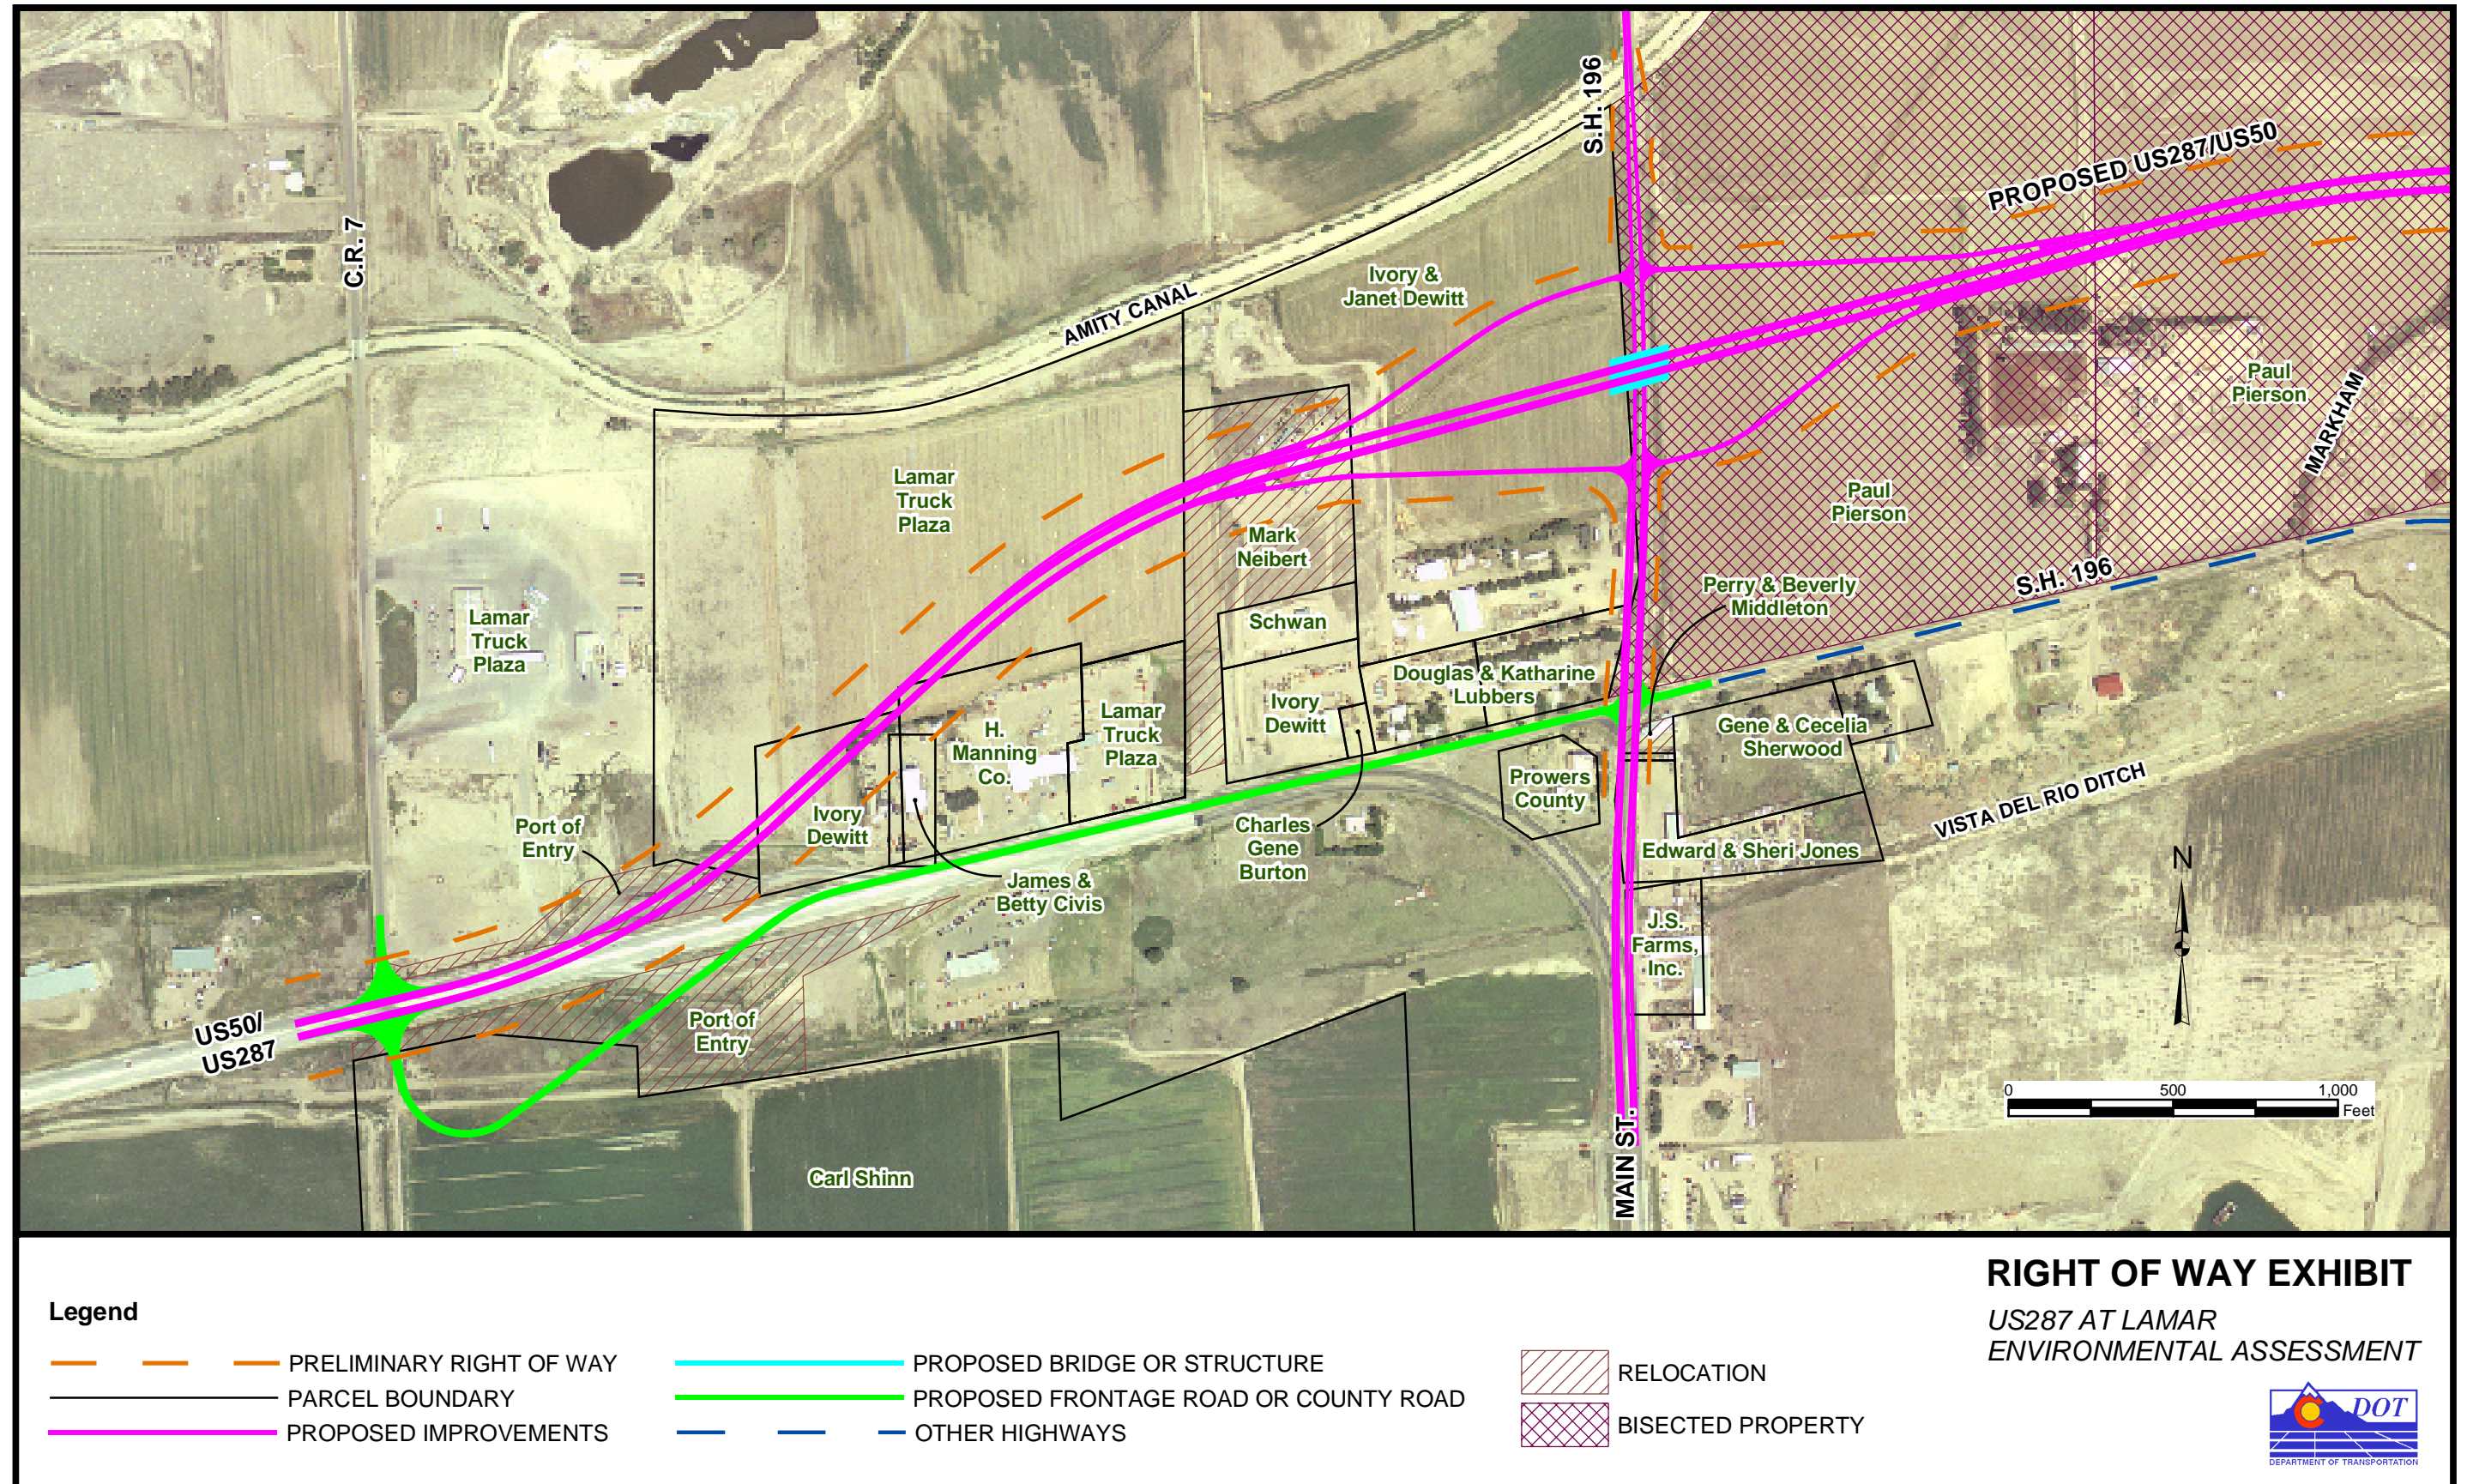 S.H. 196
PROPOSED US287/US50
C.R. 7
Ivory &
Janet Dewitt
AMITY CANAL
Paul
Pierson
MARKHAM
Lamar
Truck
Plaza
Paul
Pierson
Mark
Neibert
S.H. 196
Perry & Beverly
Middleton
Lamar
Truck
Plaza
Schwan
Douglas & Katharine
Lubbers
Ivory
Dewitt
Lamar
Truck
Plaza
H.
Manning
Co.
Gene & Cecelia
Sherwood
Prowers
County
VISTA DEL RIO DITCH
Ivory
Dewitt
Port of
Entry
Charles
Gene
Burton
Edward & Sheri Jones
N
James &
Betty Civis
J.S.
Farms,
Inc.
US50/
US287
Port of
Entry
0 500 1,000
Feet
MAIN ST.
Carl Shinn
RIGHT OF WAY EXHIBIT
US287 AT LAMAR
ENVIRONMENTAL ASSESSMENT
Legend
PRELIMINARY RIGHT OF WAY
PARCEL BOUNDARY
PROPOSED IMPROVEMENTS
PROPOSED BRIDGE OR STRUCTURE
PROPOSED FRONTAGE ROAD OR COUNTY ROAD
OTHER HIGHWAYS
RELOCATION
BISECTED PROPERTY
DOT
DEPARTMENT OF TRANSPORTATION